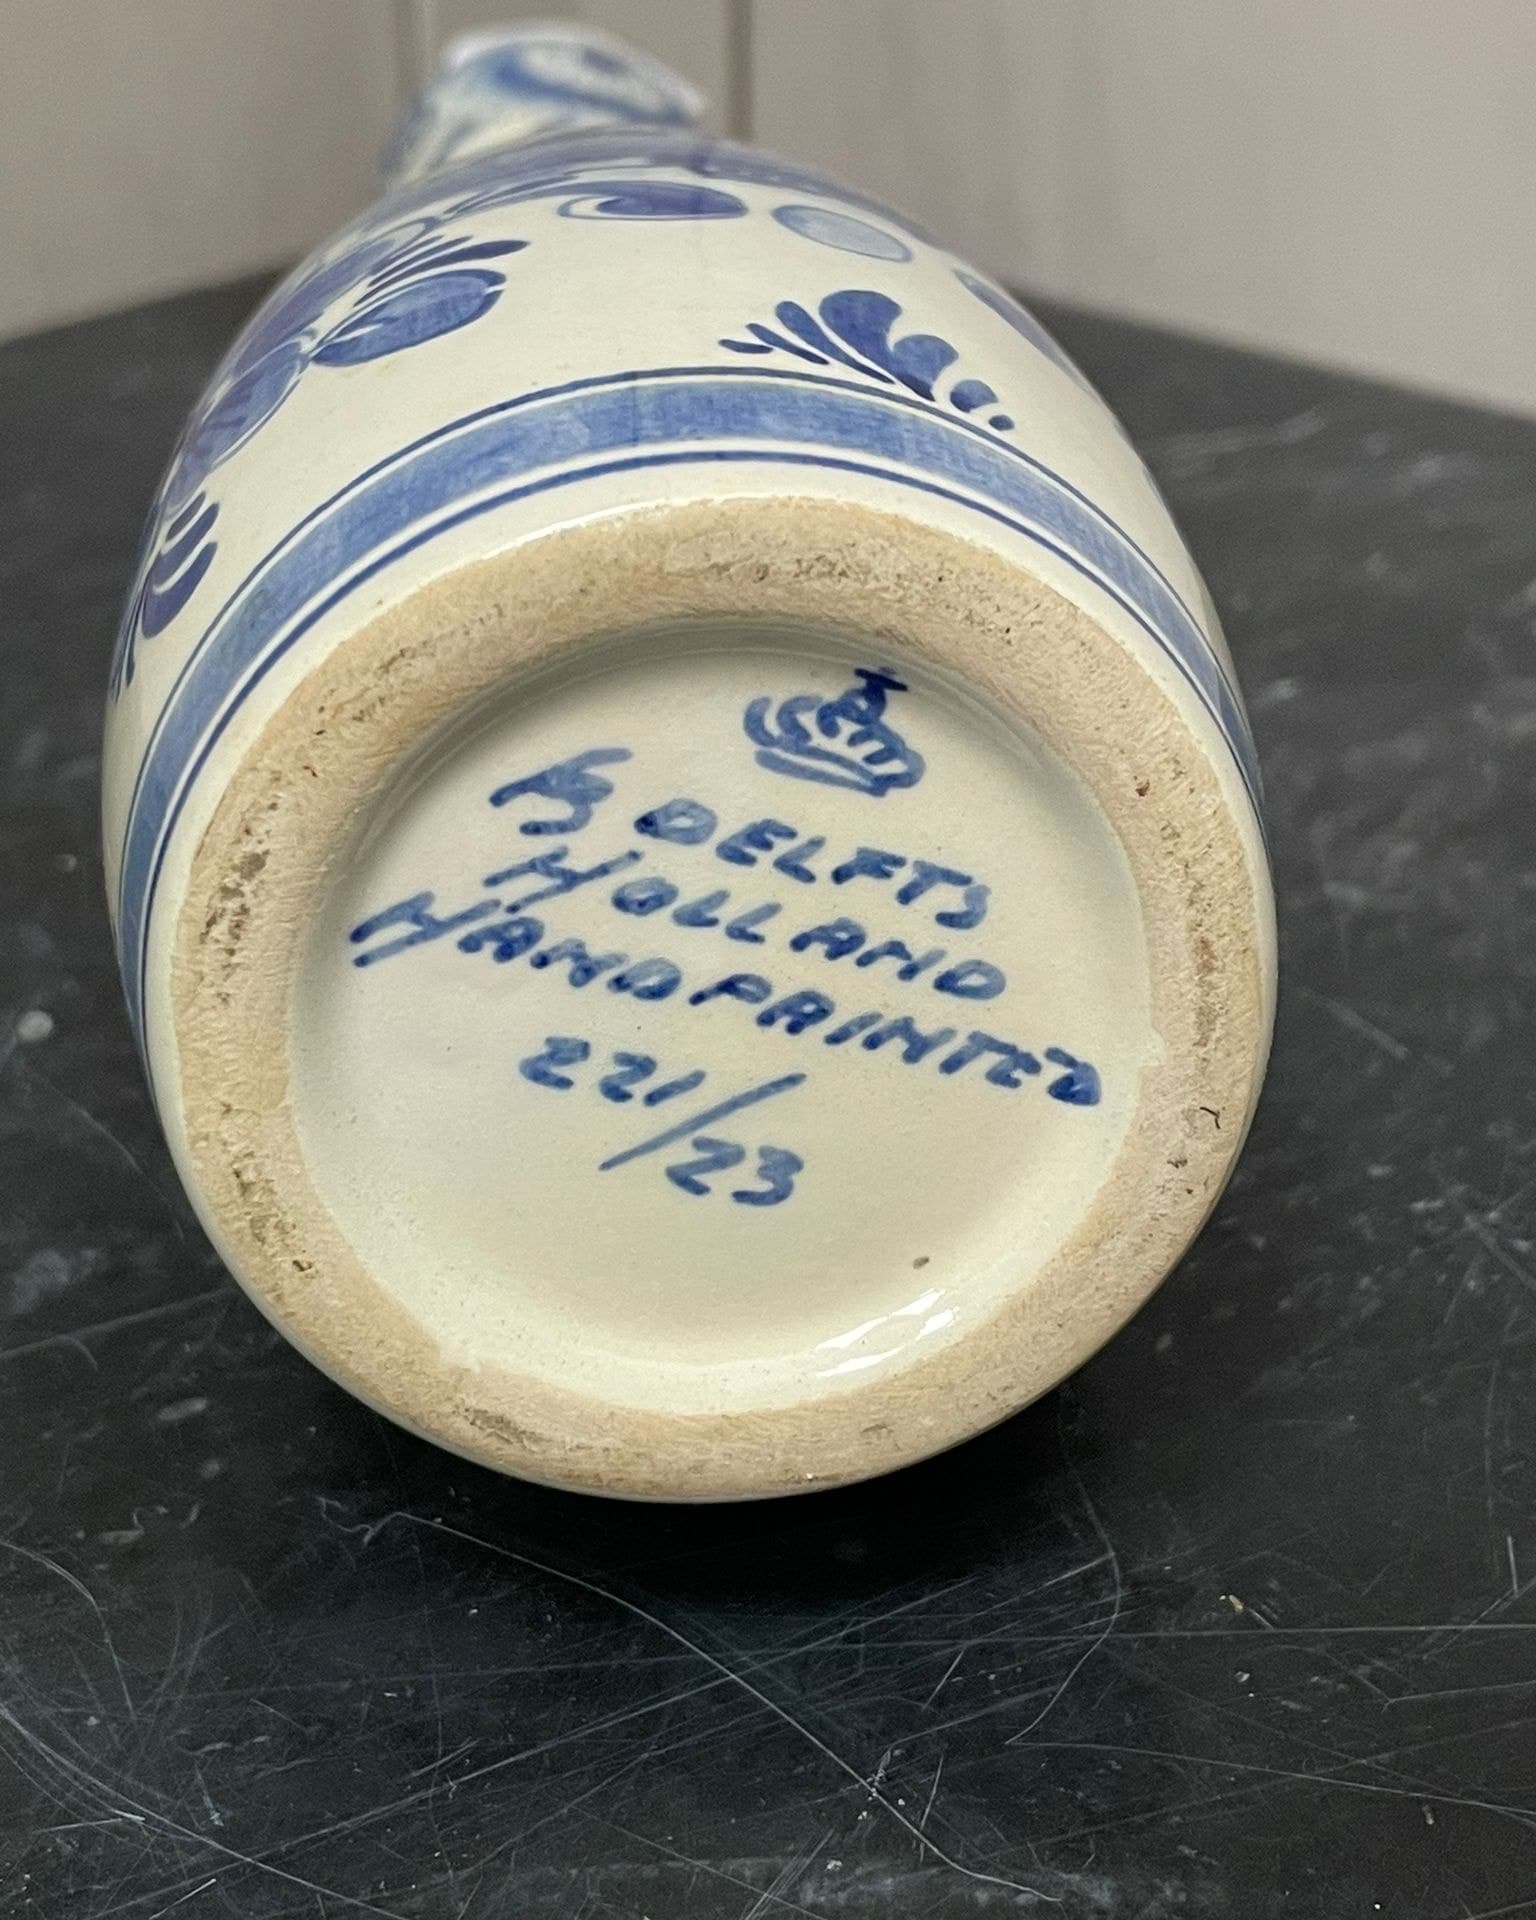 DELFTS
HOLLAND
HANDPAINTED
221/23